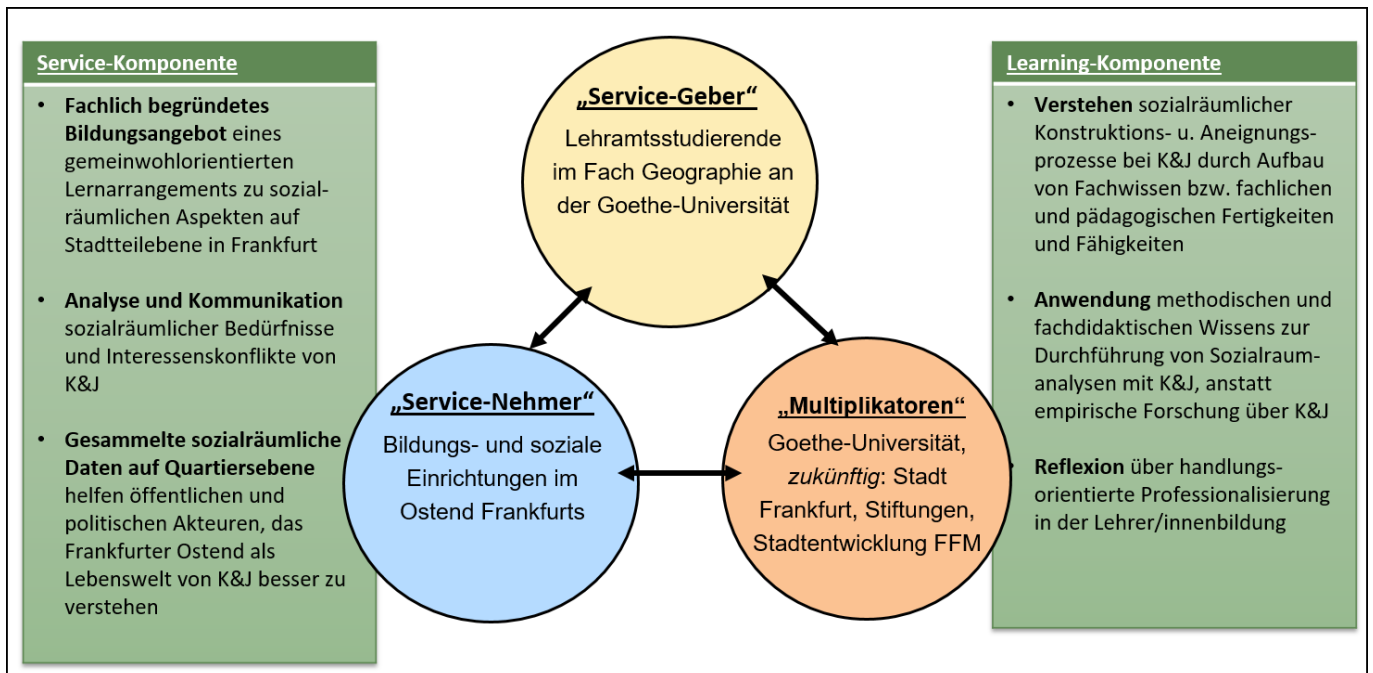 Service-Komponente
• Fachlich begründetes
Bildungsangebot eines
gemeinwohlorientierten
Lernarrangements zu sozial-
räumlichen Aspekten auf
Stadtteilebene in Frankfurt
• Analyse und Kommunikation
sozialräumlicher Bedürfnisse
und Interessenskonflikte von
K&J
• Gesammelte sozialräumliche
Daten auf Quartiersebene
helfen öffentlichen und
politischen Akteuren, das
Frankfurter Ostend als
Lebenswelt von K&J besser zu
verstehen
„Service-Geber“
Lehramtsstudierende
im Fach Geographie an
der Goethe-Universität
„Service-Nehmer“
Bildungs- und soziale
Einrichtungen im
Ostend Frankfurts
„Multiplikatoren“
Goethe-Universität,
zukünftig: Stadt
Frankfurt, Stiftungen,
Stadtentwicklung FFM
Learning-Komponente
• Verstehen sozialräumlicher
Konstruktions- u. Aneignungs-
prozesse bei K&J durch Aufbau
von Fachwissen bzw. fachlichen
und pädagogischen Fertigkeiten
und Fähigkeiten
• Anwendung methodischen und
fachdidaktischen Wissens zur
Durchführung von Sozialraum-
analysen mit K&J, anstatt
empirische Forschung über K&J
• Reflexion über handlungs-
orientierte Professionalisierung
in der Lehrer/innenbildung